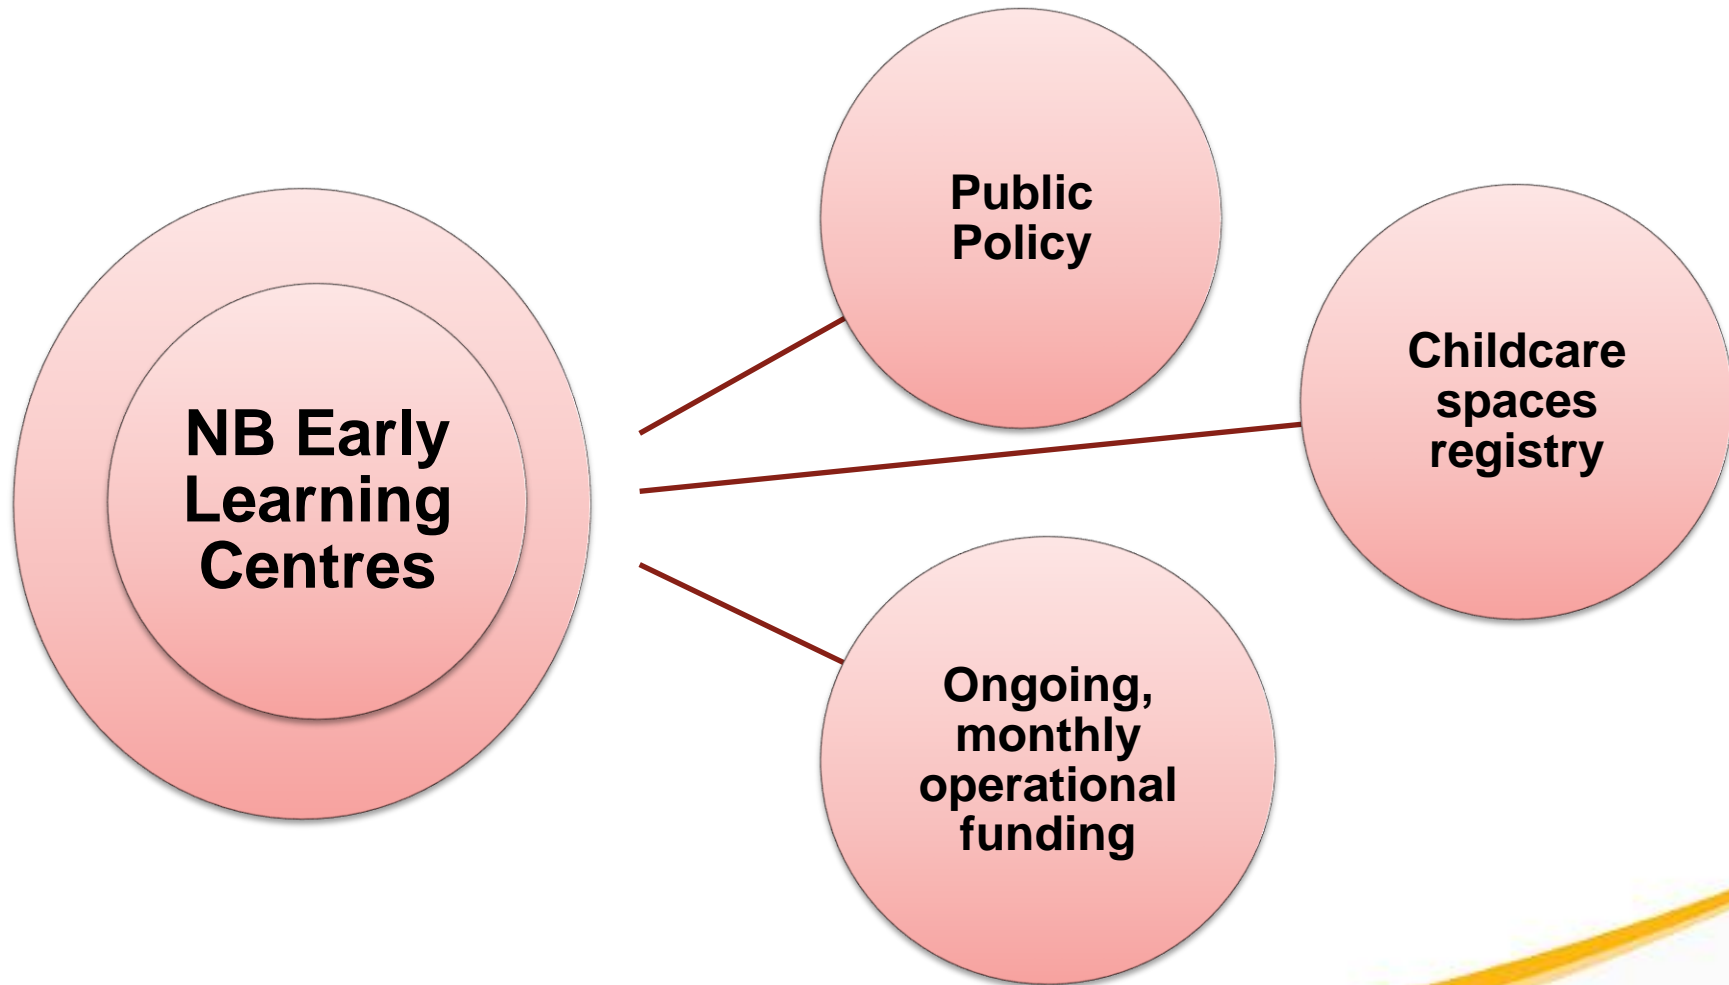 NB Early
Learning
Centres
Public
Policy
Childcare
spaces
registry
Ongoing,
monthly
operational
funding